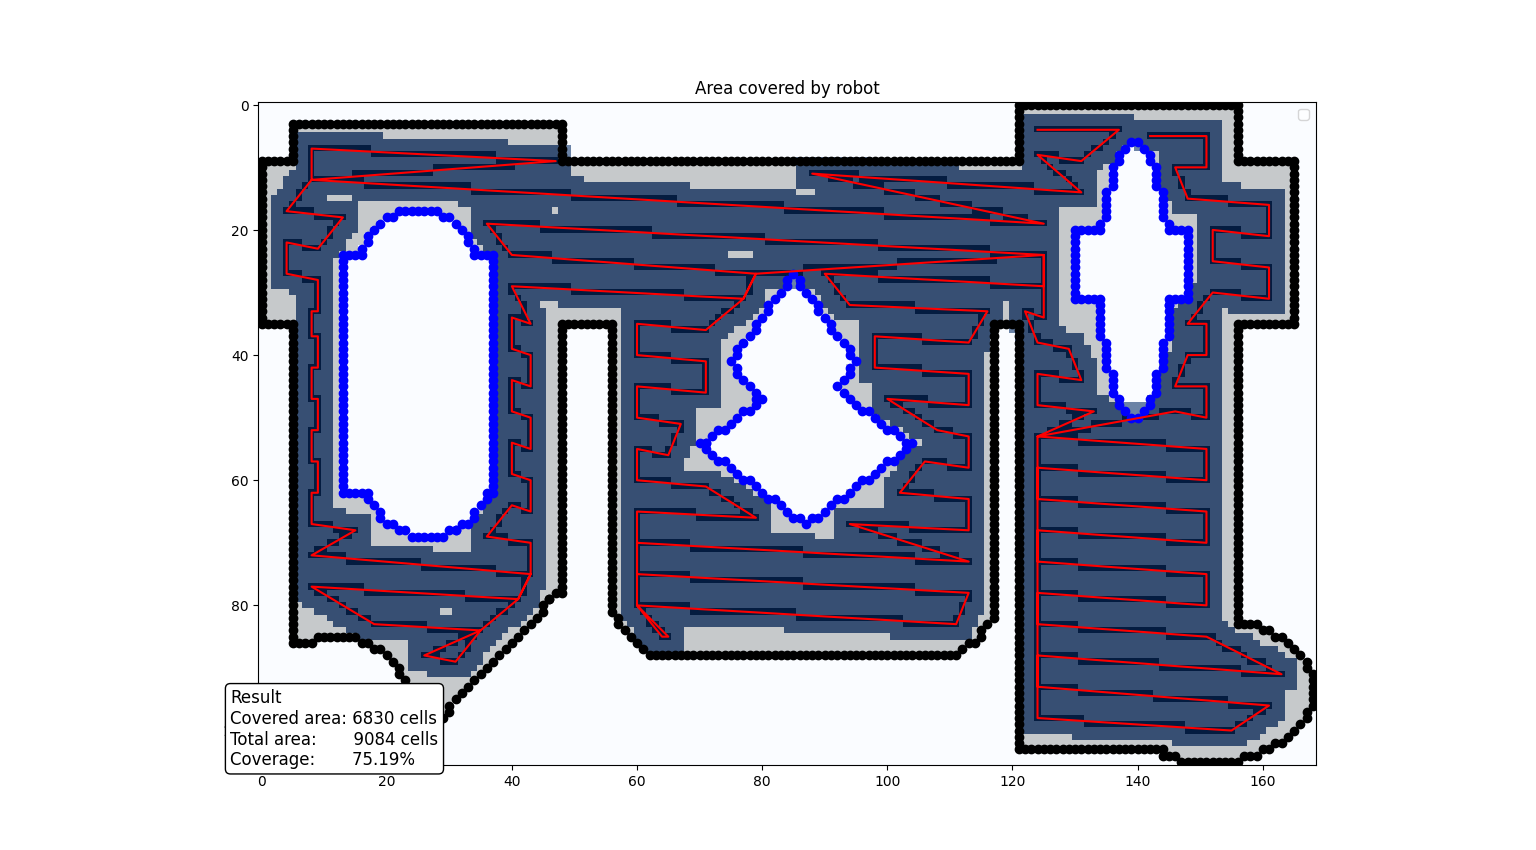 Area covered by robot
0
20
40
60
80
Result
Covered area: 6830 cells
Total area: 9084 cells
Coverage: 75.19%
0 20 40 60 80 100 120 140 160